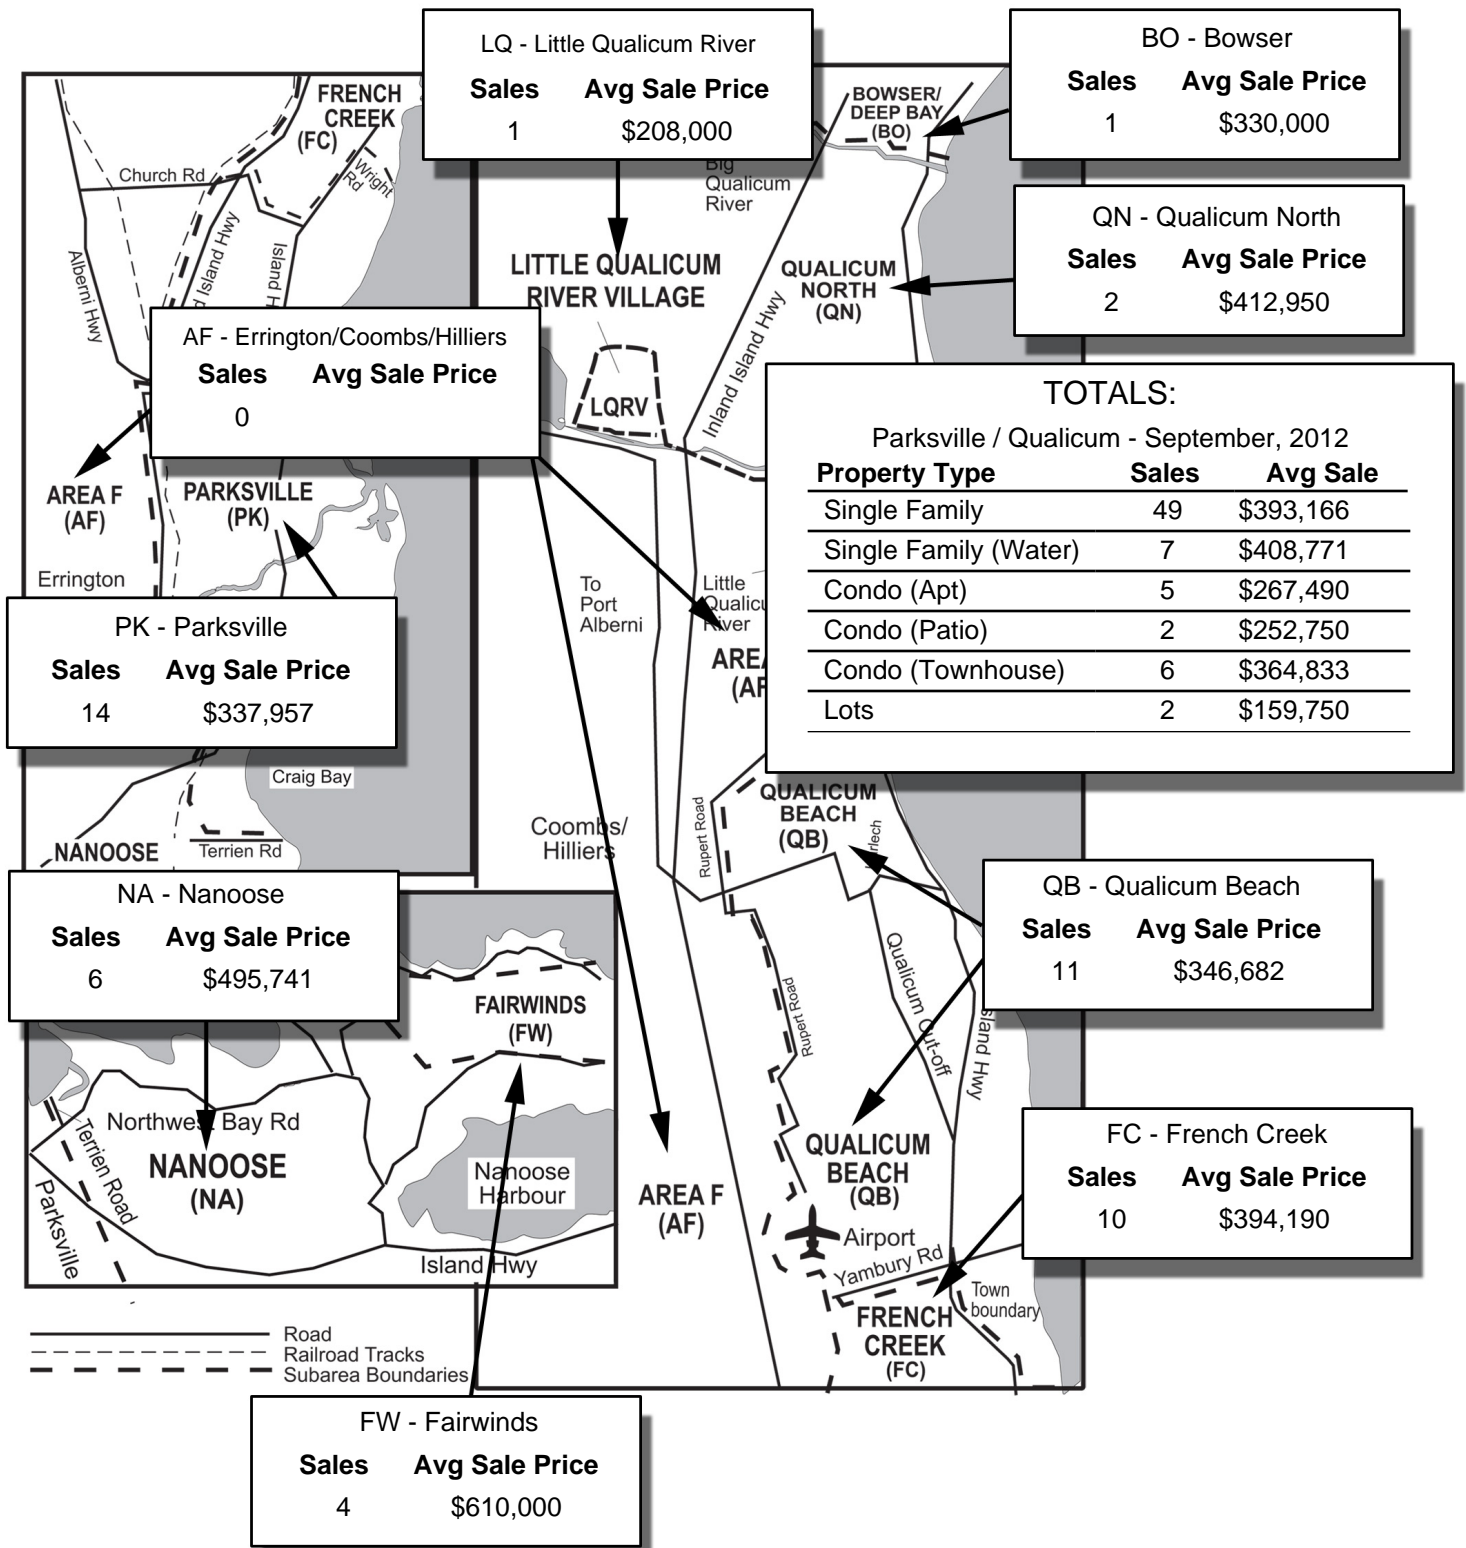 LQ - Little Qualicum River
Sales Avg Sale Price
1 $208,000
BO - Bowser
Sales Avg Sale Price
1 $330,000
FRENCH
CREEK
(FC)
Church Rd
Wright
Rd
Alberni Hwy
Island Hwy
Big
Qualicum
River
BOWSER/
DEEP BAY
(BO)
QN - Qualicum North
Sales Avg Sale Price
2 $412,950
LITTLE QUALICUM
RIVER VILLAGE
LQRV
QUALICUM
NORTH
(QN)
Inland Island Hwy
AF - Errington/Coombs/Hilliers
Sales Avg Sale Price
0
TOTALS:
Parksville / Qualicum - September, 2012
Property Type Sales Avg Sale
Single Family 49 $393,166
Single Family (Water) 7 $408,771
Condo (Apt) 5 $267,490
Condo (Patio) 2 $252,750
Condo (Townhouse) 6 $364,833
Lots 2 $159,750
AREA F
(AF)
PARKSVILLE
(PK)
Errington
To
Port
Alberni
Little
River
PK - Parksville
Sales Avg Sale Price
14 $337,957
Craig Bay
Terrien Rd
NANOOSE
Coombs/
Hilliers
Rupert Road
QUALICUM
BEACH
(QB)
NA - Nanoose
Sales Avg Sale Price
6 $495,741
QB - Qualicum Beach
Sales Avg Sale Price
11 $346,682
FAIRWINDS
(FW)
Rupert Road
Qualicum Cut-off
Island Hwy
Northwest Bay Rd
Terrien Road
Parksville
NANOOSE
(NA)
Nanoose
Harbour
Island Hwy
AREA F
(AF)
QUALICUM
BEACH
(QB)
Airport
Yambury Rd
FC - French Creek
Sales Avg Sale Price
10 $394,190
FRENCH
CREEK
(FC)
Town
boundary
Road
Railroad Tracks
Subarea Boundaries
FW - Fairwinds
Sales Avg Sale Price
4 $610,000